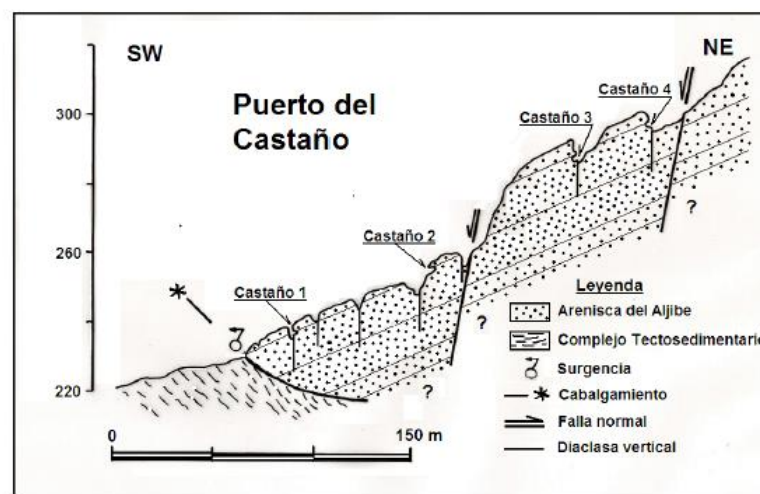 SW
NE
Puerto del
Castaño
300
260
220
Castaño 1
Castaño 2
Castaño 3
Castaño 4
?
?
?
Leyenda
Arenisca del Aljibe
Complejo Tectosedimentario
Surgencia
Cabalgamiento
Falla normal
Diaclasa vertical
0
150 m